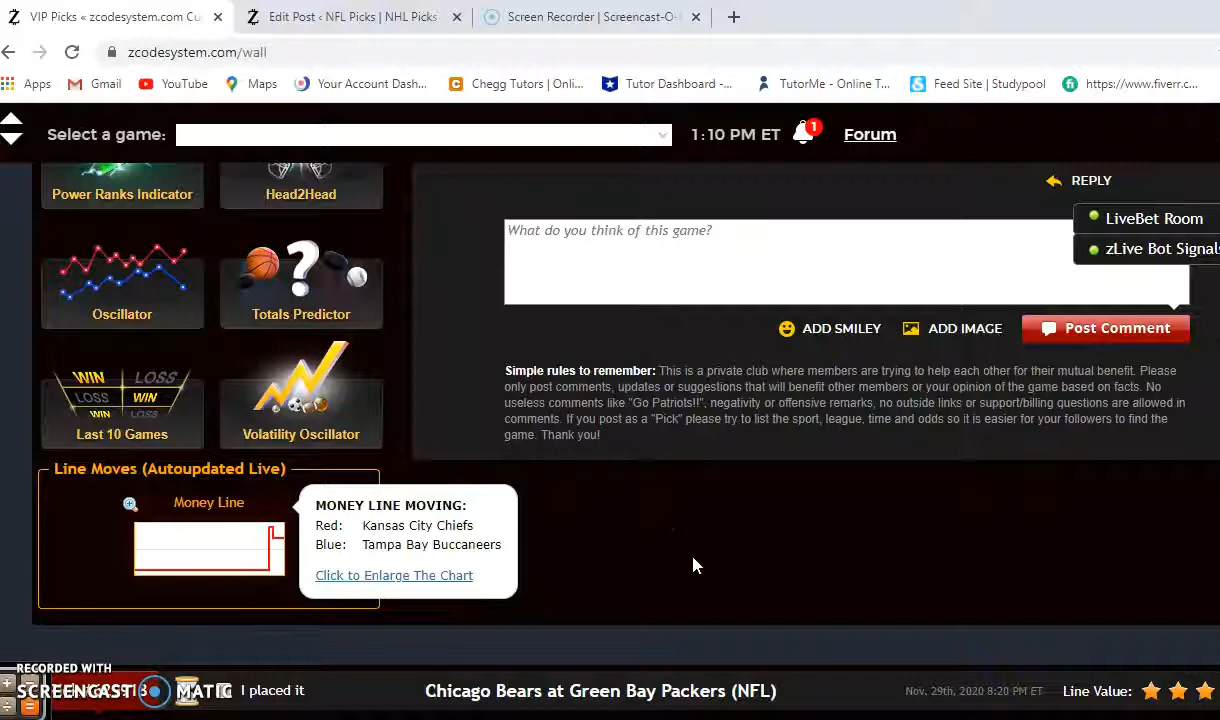 VIP Picks « zcodesystem.com Cu
Edit Post ‹ NFL Picks | NHL Picks
Screen Recorder | Screencast-O-
zcodesystem.com/wall
Apps
Gmail
YouTube
Maps
Your Account Dash...
Chegg Tutors | Onli...
Tutor Dashboard -...
TutorMe - Online T...
Feed Site | Studypool
https://www.fiverr.c...
Select a game:
1:10 PM ET
1
Forum
Power Ranks Indicator
Head2Head
REPLY
What do you think of this game?
LiveBet Room
zLive Bot Signals
Oscillator
Totals Predictor
ADD SMILEY
ADD IMAGE
Post Comment
WIN LOSS
LOSS WIN
WIN LOSS
Last 10 Games
Volatility Oscillator
Simple rules to remember: This is a private club where members are trying to help each other for their mutual benefit. Please
only post comments, updates or suggestions that will benefit other members or your opinion of the game based on facts. No
useless comments like "Go Patriots!!", negativity or offensive remarks, no outside links or support/billing questions are allowed in
comments. If you post as a "Pick" please try to list the sport, league, time and odds so it is easier for your followers to find the
game. Thank you!
Line Moves (Autoupdated Live)
Money Line
MONEY LINE MOVING:
Red: Kansas City Chiefs
Blue: Tampa Bay Buccaneers
Click to Enlarge The Chart
RECORDED WITH
SCREENCAST MATIC
I placed it
Chicago Bears at Green Bay Packers (NFL)
Nov. 29th, 2020 8:20 PM ET
Line Value: